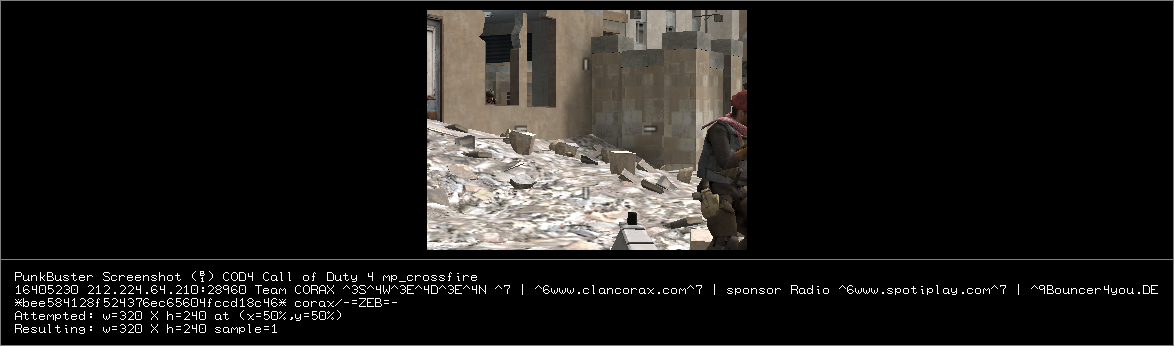 PunkBuster Screenshot (B̳I) COD4 Call of Duty 4 mp_crossfire
16405230 212.224.64.210:28960 Team CORAX ^3S^4W^3E^4D^3E^4N ^7 | ^6www.clancorax.com^7 | sponsor Radio ^6www.spotiplay.com^7 | ^9Bouncer4you.DE
*bee584128f524376ec65604fccd18c46* corax/-=ZEB=-
Attempted: w=320 X h=240 at (x=50%,y=50%)
Resulting: w=320 X h=240 sample=1